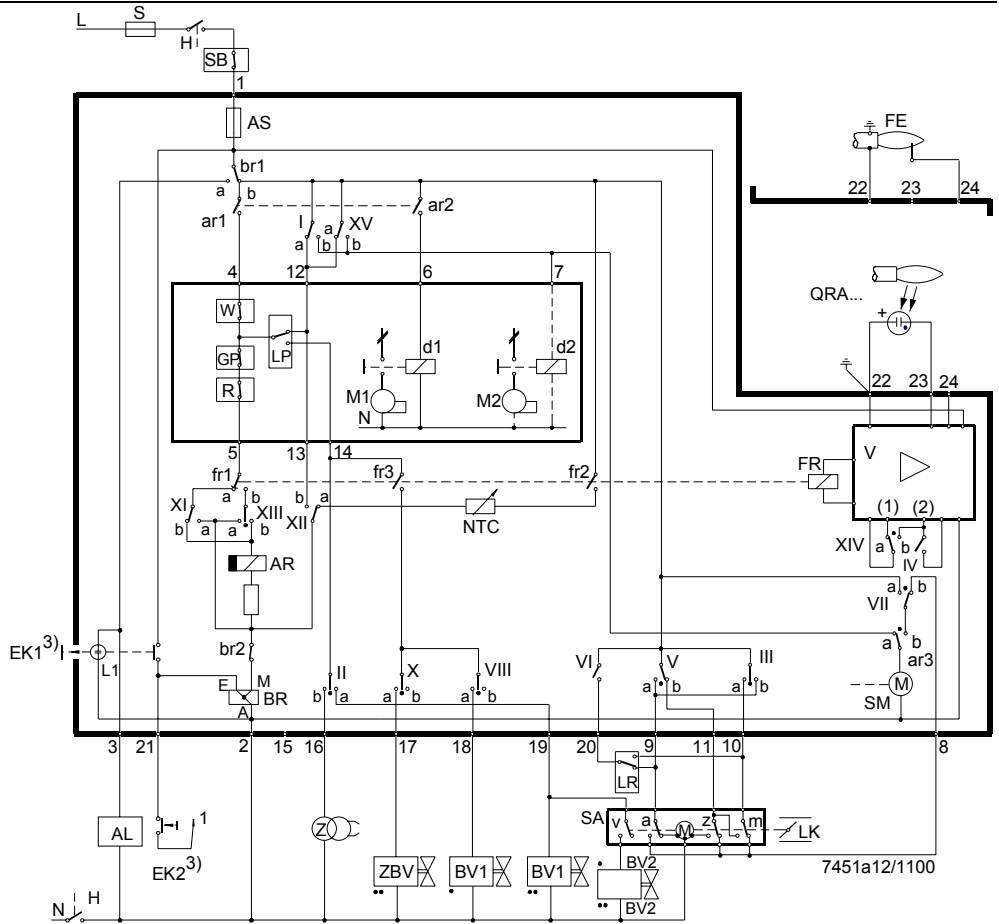 L S
H
SB
1
AS
FE
br1
a b
22 23 24
ar1 I a XV ar2
a b b
4 12 6 7
QRA...
+
W
LP d1 d2
GP
22 23 24
R M1 M2
N
5 13 14
V
fr1 fr3 fr2 FR
a b b a
XI XIII XII NTC
b a a b
(1) (2)
XIV a b IV
AR
a b
VII
EK1 3) L1 br2 VI II X VIII V III a b
ar3
E M BR
A
b a a b a b a b a b
M
SM
3 21 2 15 16 17 18 19 20 9 11 10 8
LR
AL 1 Z SA v a M z m LK
EK2 3)
ZBV BV1 BV1 BV2
BV2
7451a12/1100
N H